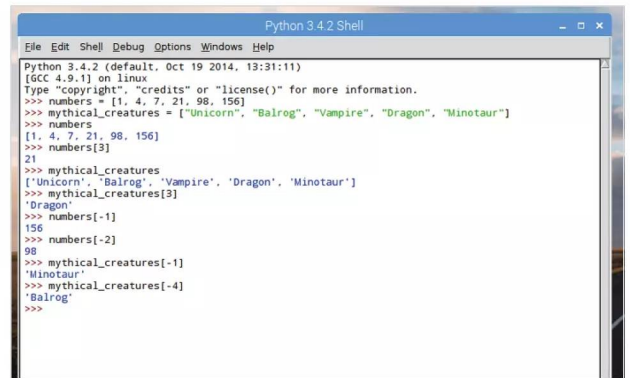 Python 3.4.2 Shell
File Edit Shell Debug Options Windows Help
Python 3.4.2 (default, Oct 19 2014, 13:31:11)
[GCC 4.9.1] on linux
Type "copyright", "credits" or "license()" for more information.
>>> numbers = [1, 4, 7, 21, 98, 156]
>>> mythical_creatures = ["Unicorn", "Balrog", "Vampire", "Dragon", "Minotaur"]
>>> numbers
[1, 4, 7, 21, 98, 156]
>>> numbers[3]
21
>>> mythical_creatures
['Unicorn', 'Balrog', 'Vampire', 'Dragon', 'Minotaur']
>>> mythical_creatures[3]
'Dragon'
>>> numbers[-1]
156
>>> numbers[-2]
98
>>> mythical_creatures[-1]
'Minotaur'
>>> mythical_creatures[-4]
'Balrog'
>>>